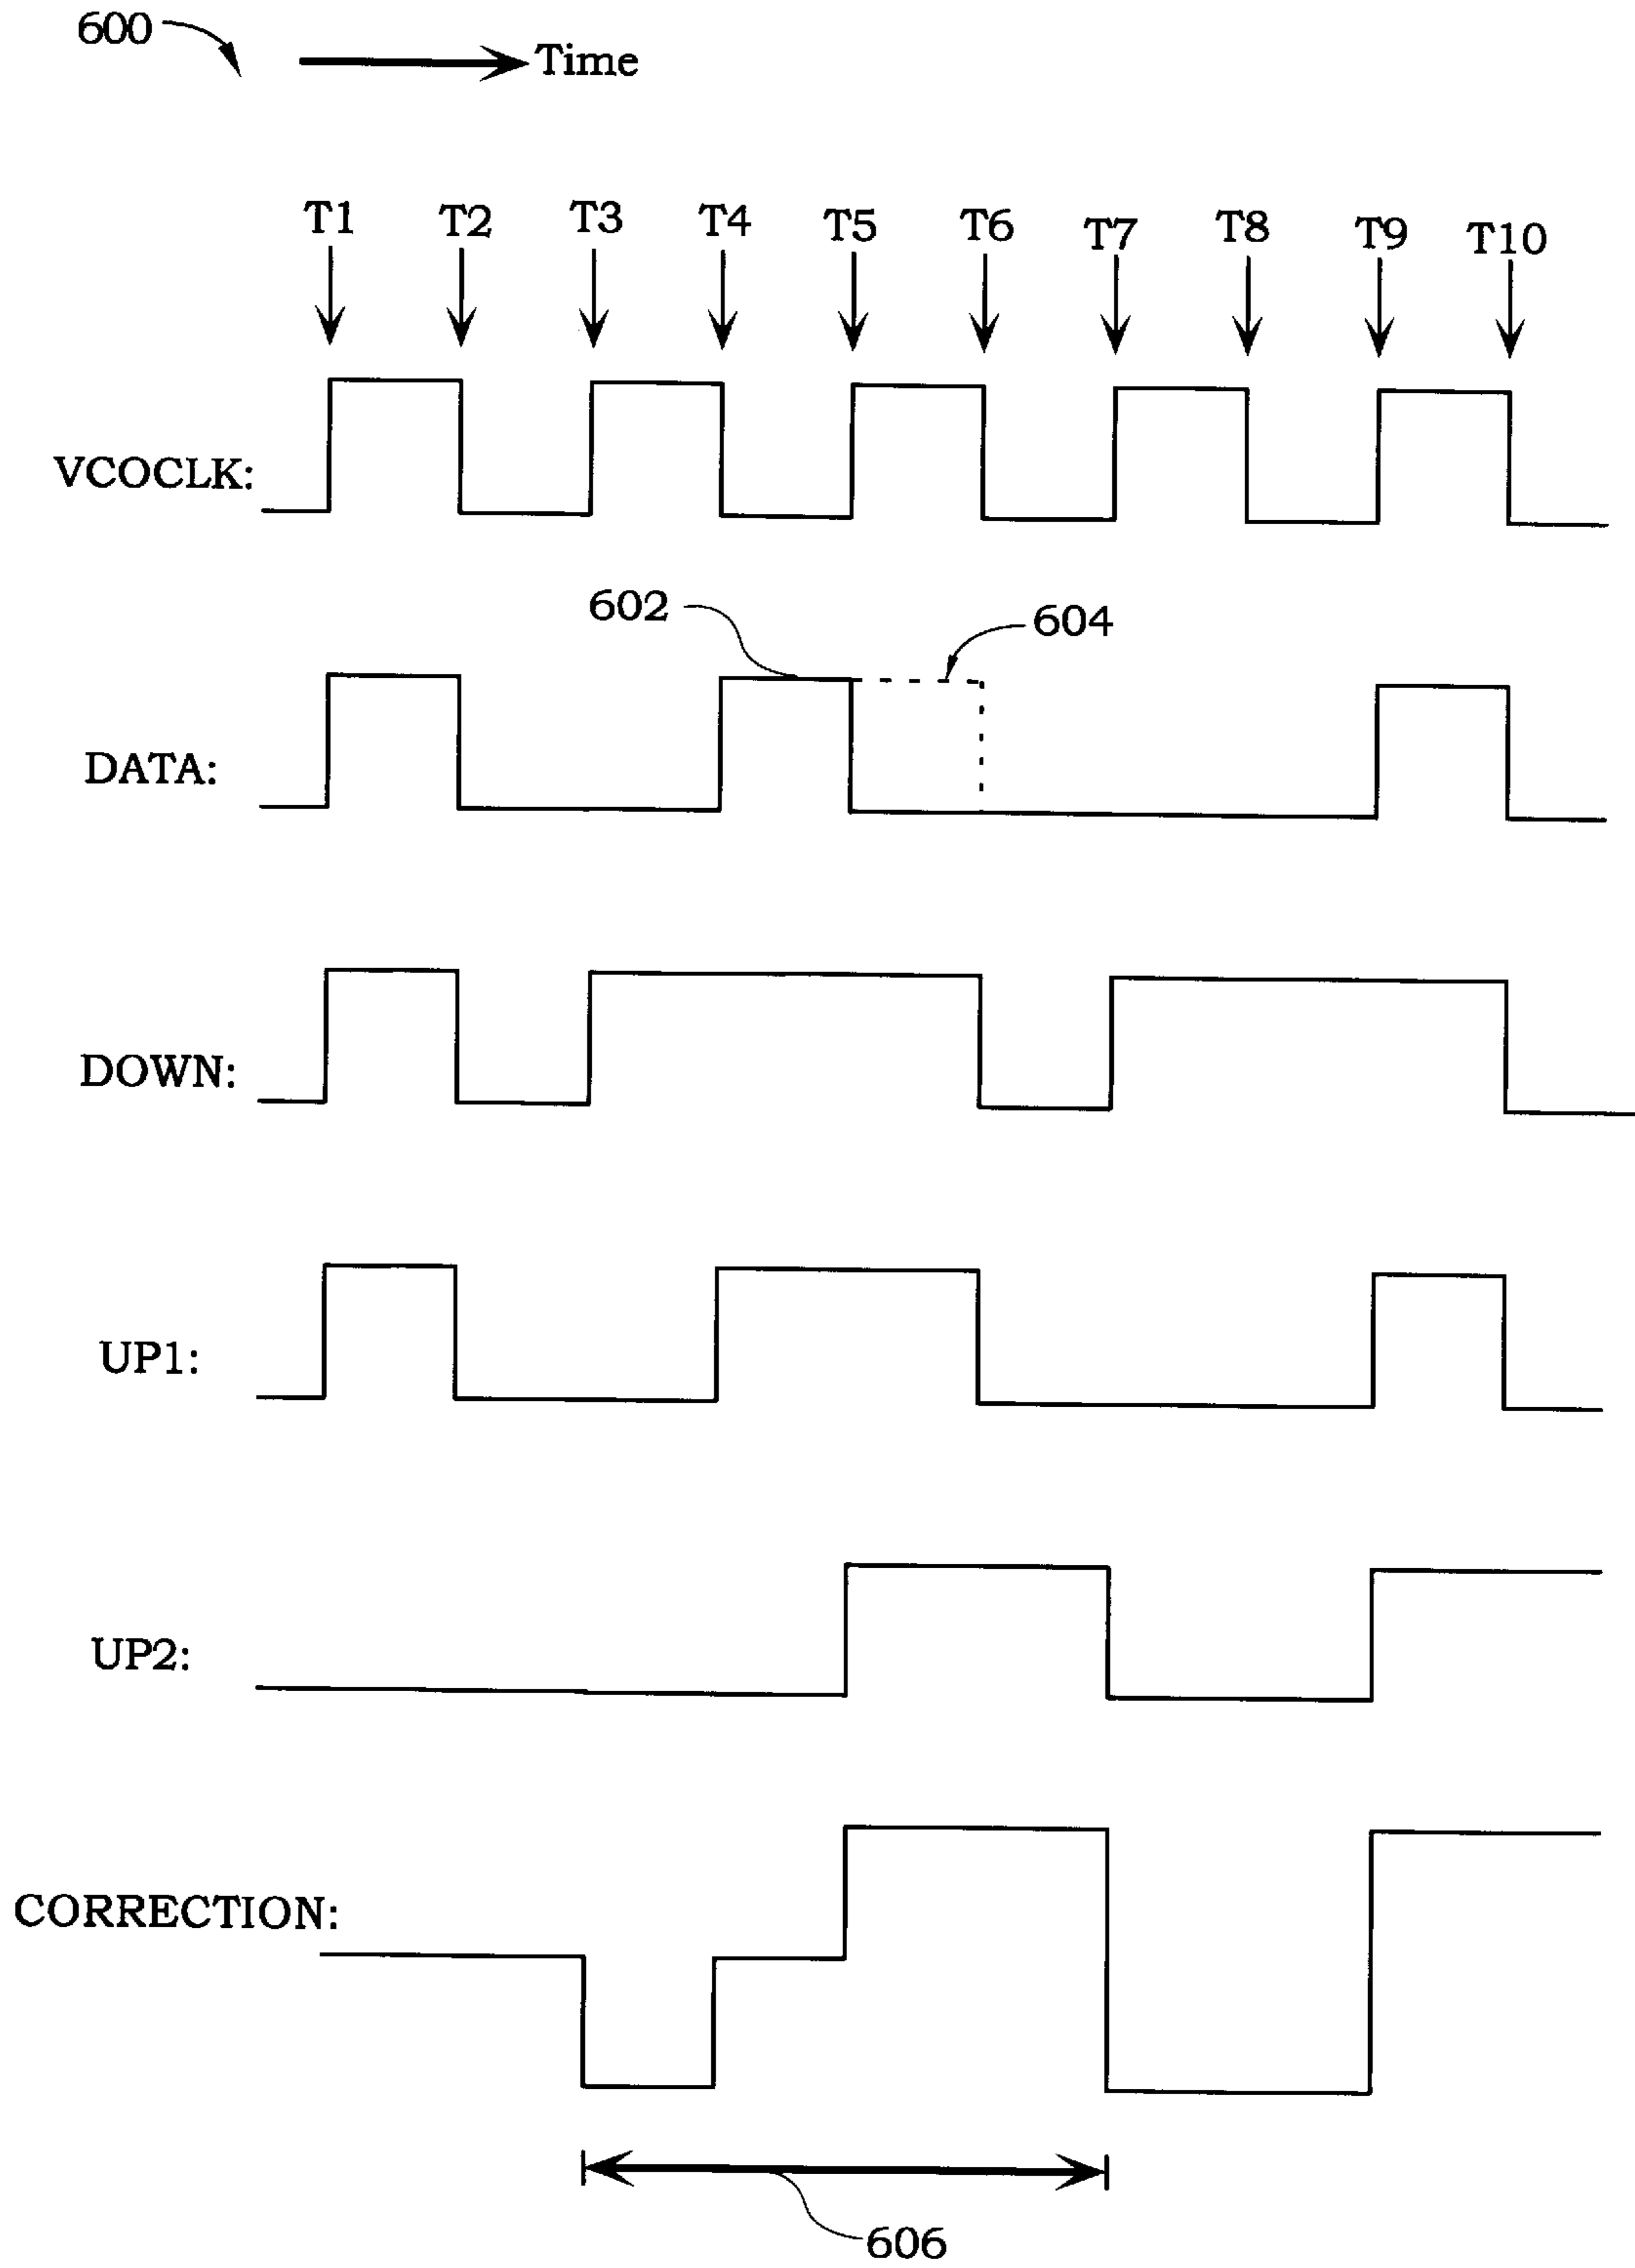 600
Time
T1 T2 T3 T4 T5 T6 T7 T8 T9 T10
VCOCLK:
602 604
DATA:
DOWN:
UP1:
UP2:
CORRECTION:
606